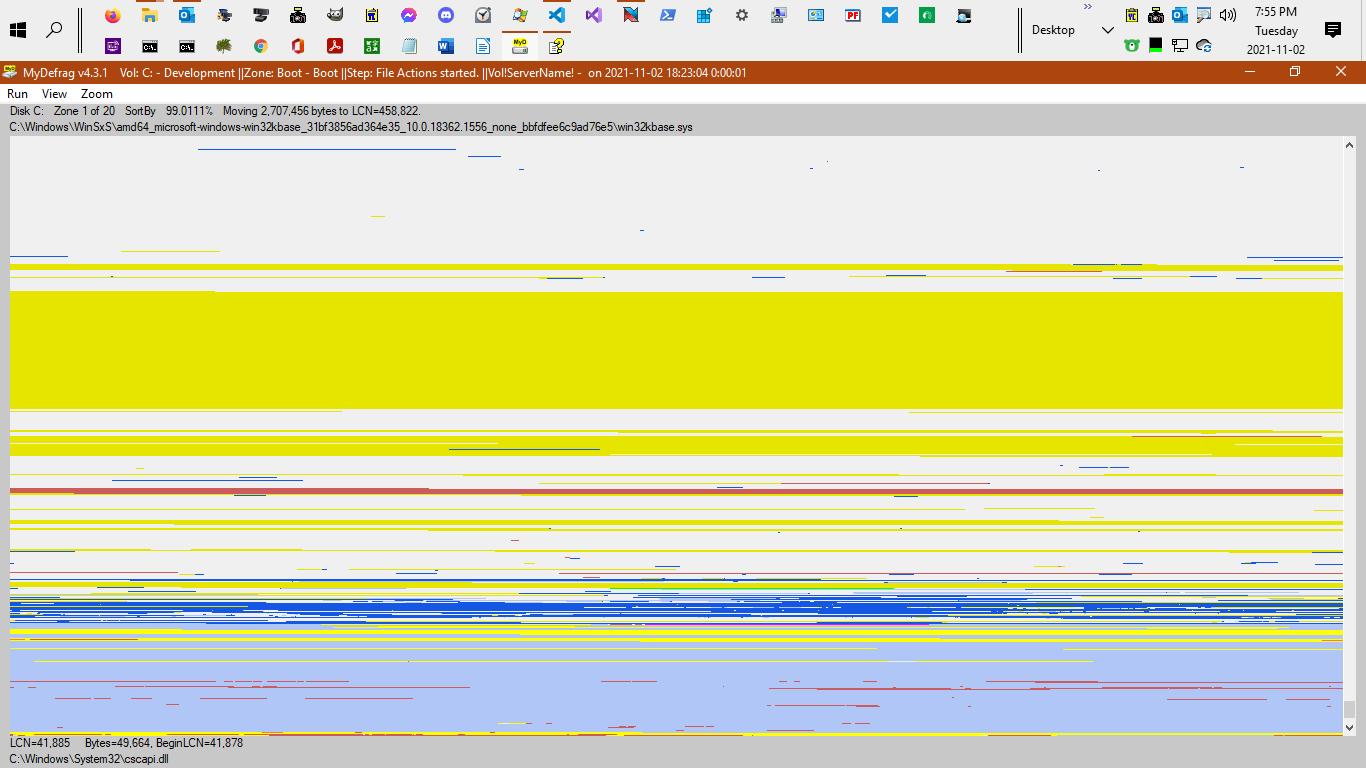 7:55 PM
Desktop
Tuesday
2021-11-02
MyDefrag v4.3.1 Vol: C: - Development ||Zone: Boot - Boot ||Step: File Actions started. ||Vol!ServerName! - on 2021-11-02 18:23:04 0:00:01
Run View Zoom
Disk C: Zone 1 of 20 SortBy 99.0111% Moving 2,707,456 bytes to LCN=458,822.
C:\Windows\WinSxS\amd64_microsoft-windows-win32kbase_31bf3856ad364e35_10.0.18362.1556_none_bbfdfee6c9ad76e5\win32kbase.sys
LCN=41,885 Bytes=49,664, BeginLCN=41,878
C:\Windows\System32\cscapi.dll